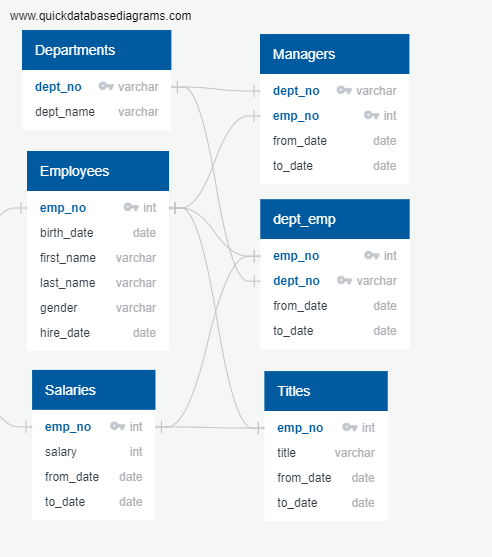 www.quickdatabasediagrams.com
Departments
dept_no varchar
dept_name varchar
Managers
dept_no varchar
emp_no int
from_date date
to_date date
Employees
emp_no int
birth_date date
first_name varchar
last_name varchar
gender varchar
hire_date date
dept_emp
emp_no int
dept_no varchar
from_date date
to_date date
Salaries
emp_no int
salary int
from_date date
to_date date
Titles
emp_no int
title varchar
from_date date
to_date date